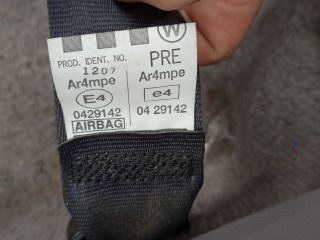 W
PROD. IDENT. NO. PRE
1207
Ar4mpe Ar4mpe
E4 e4
0429142 04 29142
AIRBAG